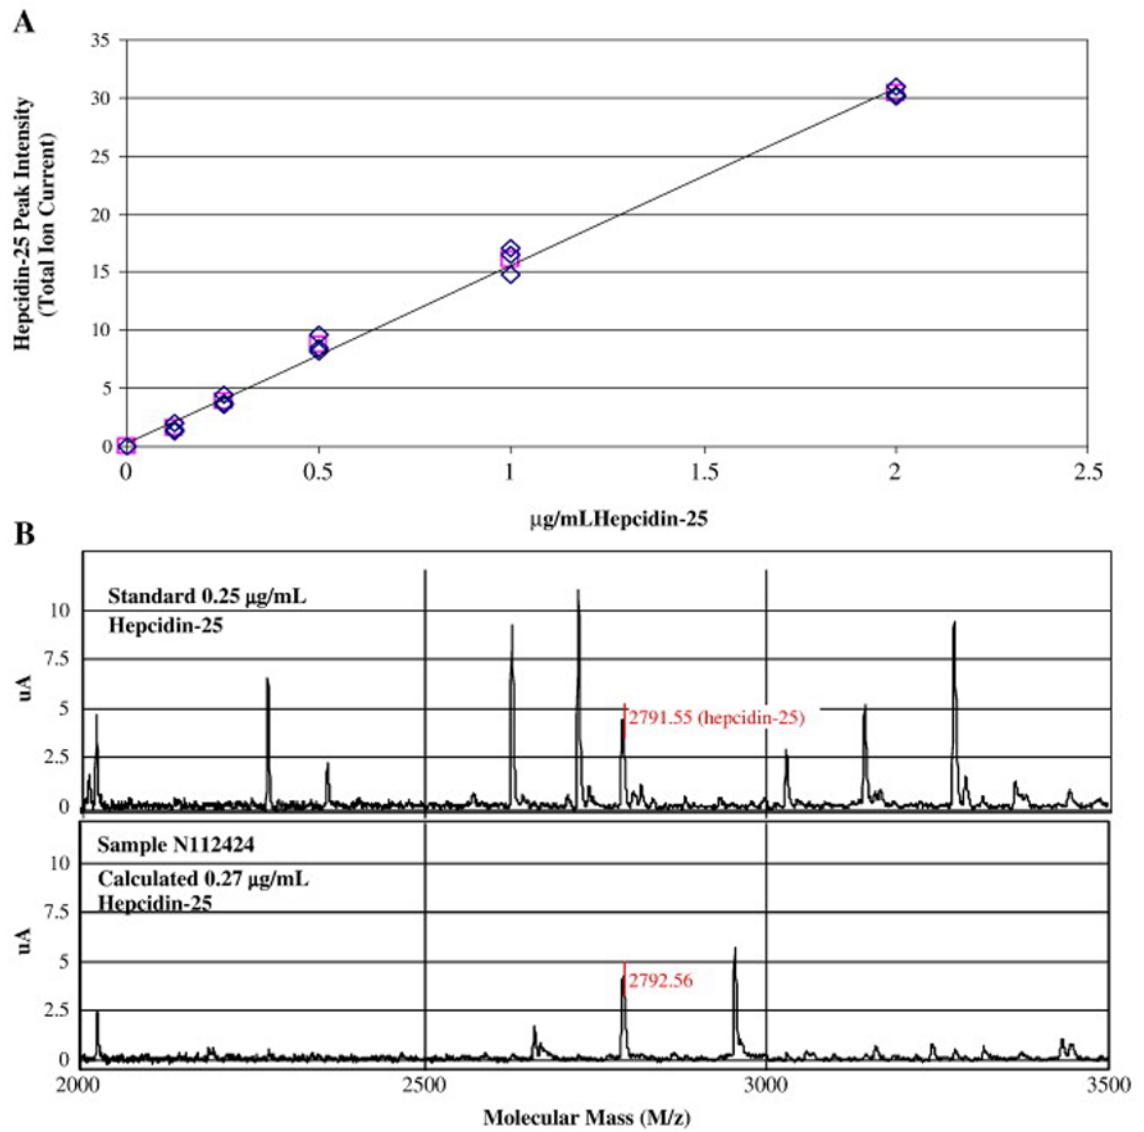 A
35
30
25
20
15
10
5
0
0 0.5 1 1.5 2 2.5
Hepcidin-25 Peak Intensity
(Total Ion Current)
µg/mLHepcidin-25
B
Standard 0.25 µg/mL
Hepcidin-25
10
7.5
5
2.5
0
uA
2791.55 (hepcidin-25)
Sample N112424
Calculated 0.27 µg/mL
Hepcidin-25
10
7.5
5
2.5
0
uA
2792.56
2000 2500 3000 3500
Molecular Mass (M/z)